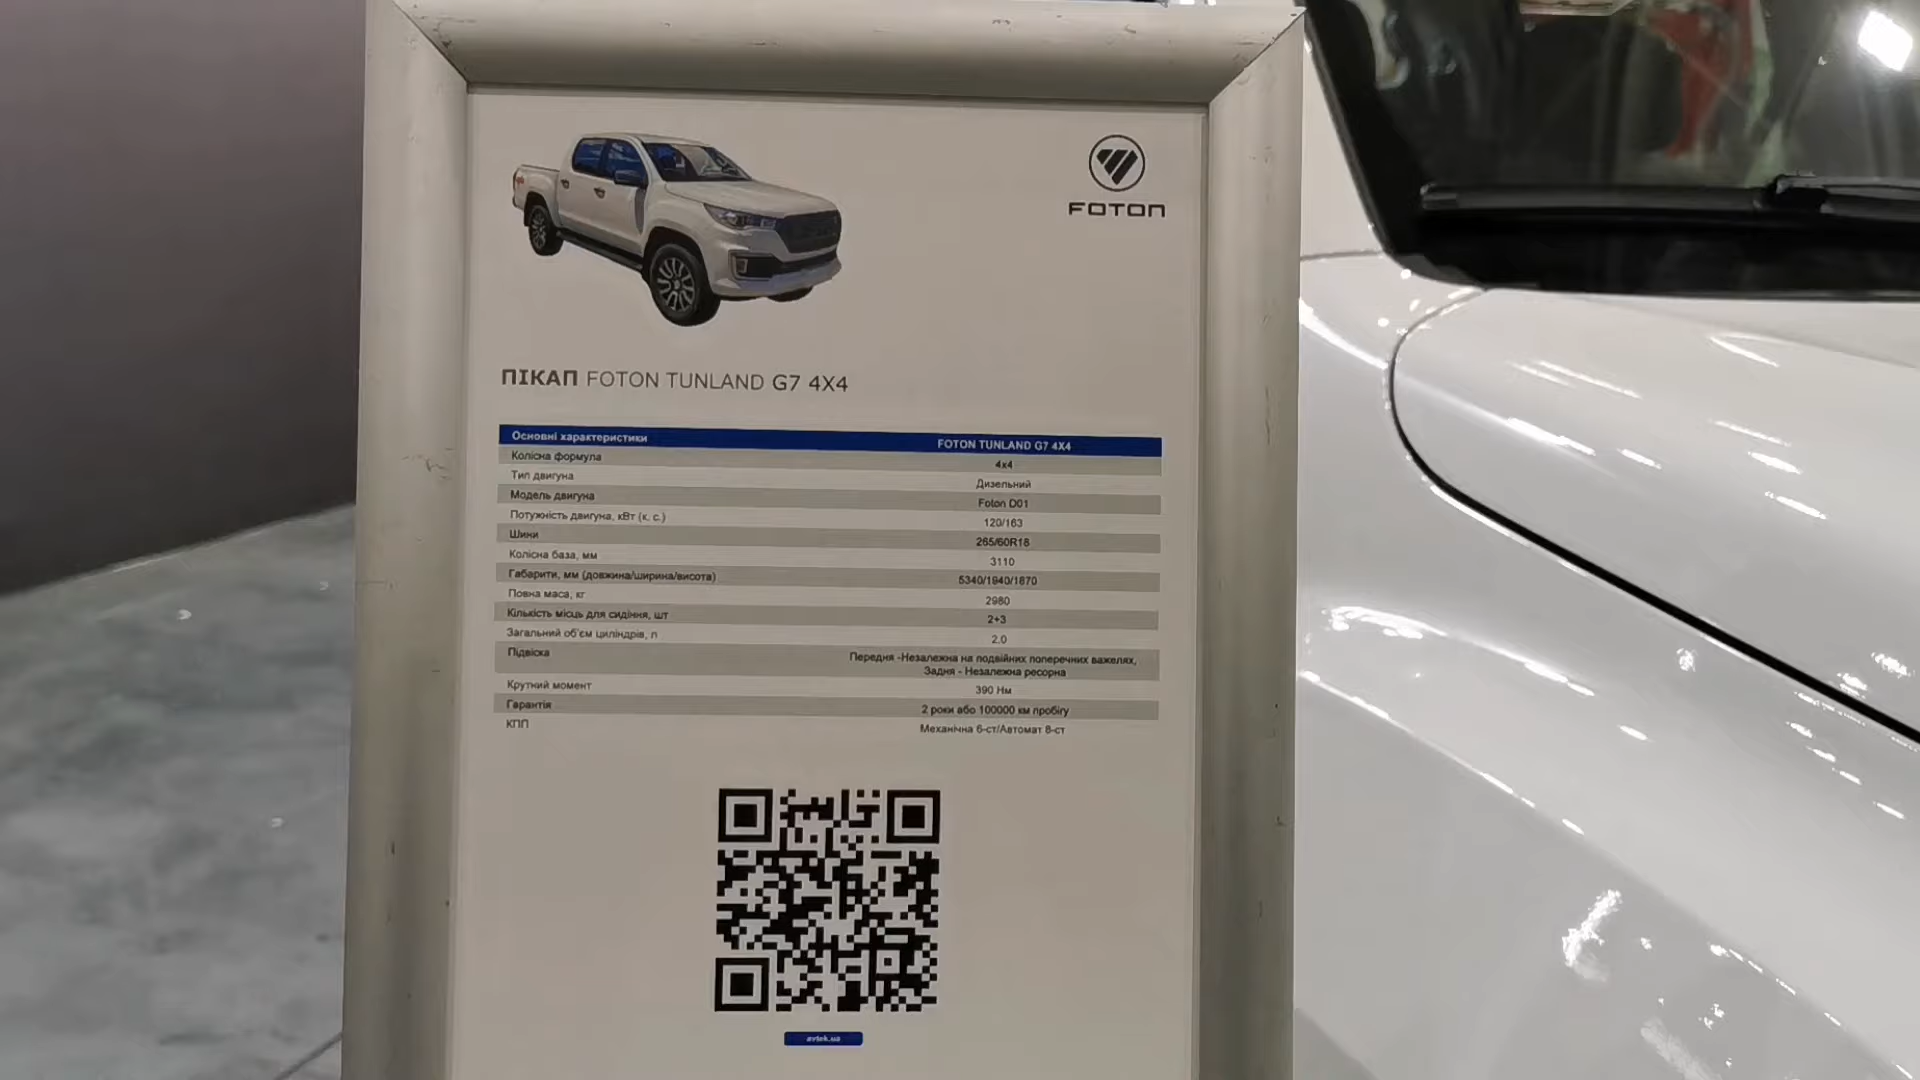 FOTON
ПІКАП FOTON TUNLAND G7 4X4
Основні характеристики FOTON TUNLAND G7 4X4
Колісна формула 4x4
Тип двигуна Дизельний
Модель двигуна Foton D01
Потужність двигуна, кВт (к. с.) 120/163
Шини 265/60R18
Колісна база, мм 3110
Габарити, мм (довжина/ширина/висота) 5340/1940/1870
Повна маса, кг 2980
Кількість місць для сидіння, шт 2+3
Загальний об'єм циліндрів, л 2.0
Підвіска Передня -Незалежна на подвійних поперечних важелях,
Задня - Незалежна ресорна
Крутний момент 390 Нм
Гарантія 2 роки або 100000 км пробігу
КПП Механічна 6-ст/Автомат 8-ст
avtek.ua